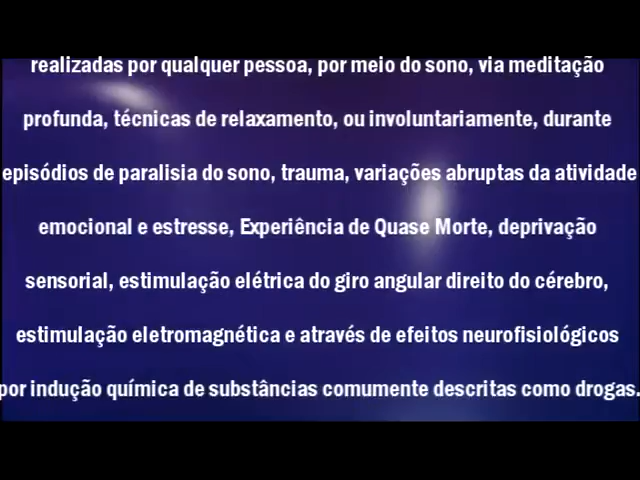 realizadas por qualquer pessoa, por meio do sono, via meditação
profunda, técnicas de relaxamento, ou involuntariamente, durante
episódios de paralisia do sono, trauma, variações abruptas da atividade
emocional e estresse, Experiência de Quase Morte, deprivação
sensorial, estimulação elétrica do giro angular direito do cérebro,
estimulação eletromagnética e através de efeitos neurofisiológicos
por indução química de substâncias comumente descritas como drogas.